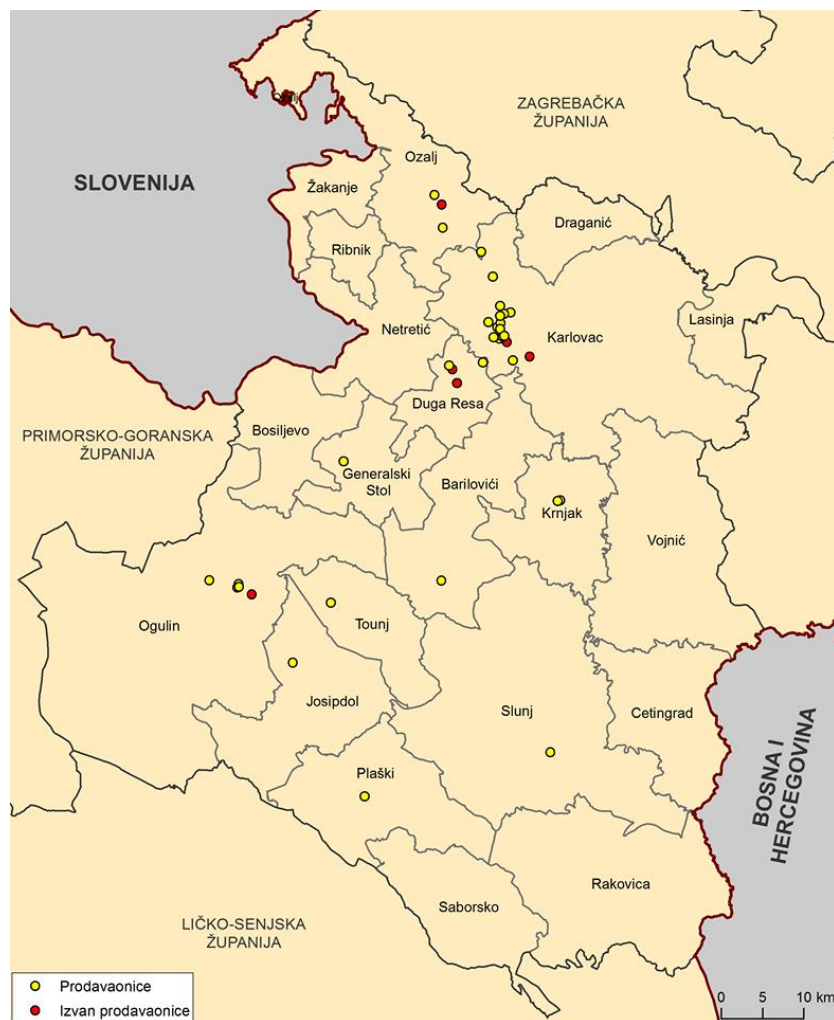 Ozalj
ZAGREBAČKA
ŽUPANIJA
Ozalj
SLOVENIJA
Žakanje
Draganić
Ribnik
Lasinja
Netretić
Karlovac
Duga Resa
Bosiljevo
PRIMORSKO-GORANSKA
ŽUPANIJA
Generalski
Stol
Barilovići
Krnjak
Vojnić
Ogulin
Tounj
Josipdol
Slunj
Cetingrad
Plaški
BOSNA I
HERCEGOVINA
Rakovica
Saborsko
LIČKO-SENJSKA
ŽUPANIJA
Prodavaonice
Izvan prodavaonice
0 5 10 km